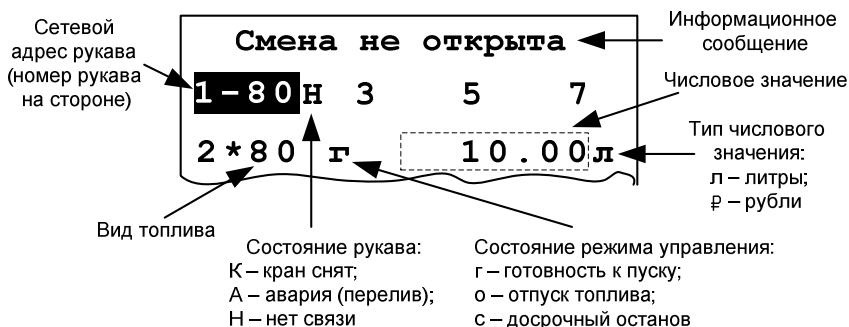 Сетевой
адрес рукава
(номер рукава
на стороне)
Смена не открыта
Информационное
сообщение
1-80Н 3 5 7
Числовое значение
2*80 г 10.00л
Тип числового
значения:
л – литры;
₽ – рубли
Вид топлива
Состояние рукава:
К – кран снят;
А – авария (перелив);
Н – нет связи
Состояние режима управления:
г – готовность к пуску;
о – отпуск топлива;
с – досрочный останов